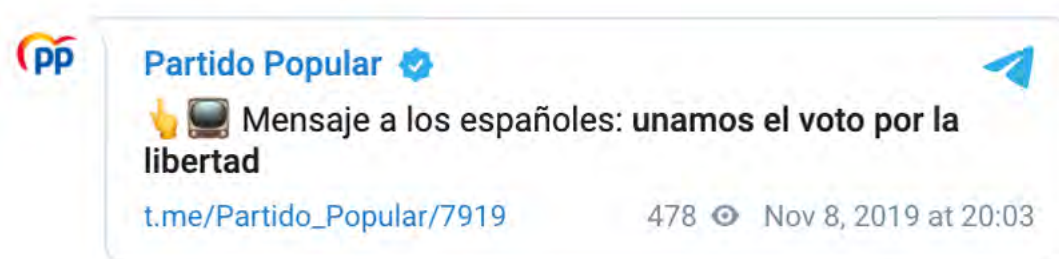 PP
Partido Popular
👆📺 Mensaje a los españoles: unamos el voto por la
libertad
t.me/Partido_Popular/7919 478 Nov 8, 2019 at 20:03